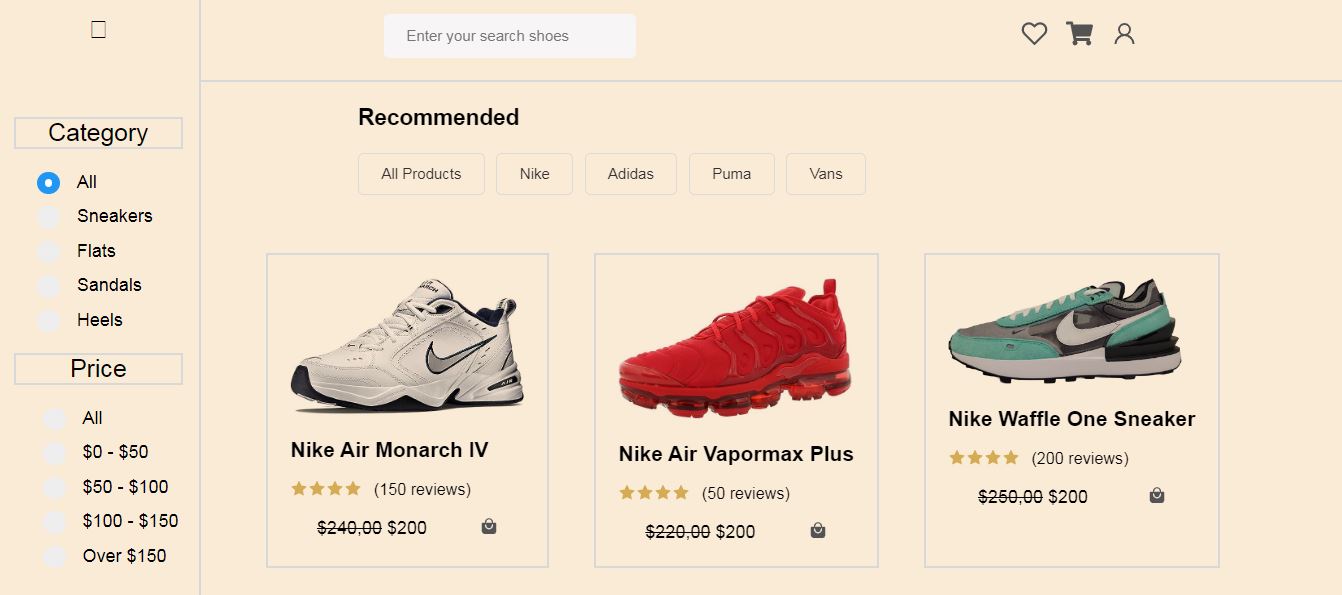 Enter your search shoes
Category
All
Sneakers
Flats
Sandals
Heels
Price
All
$0 - $50
$50 - $100
$100 - $150
Over $150
Recommended
All Products Nike Adidas Puma Vans
Nike Air Monarch IV
(150 reviews)
$240,00 $200
Nike Air Vapormax Plus
(50 reviews)
$220,00 $200
Nike Waffle One Sneaker
(200 reviews)
$250,00 $200